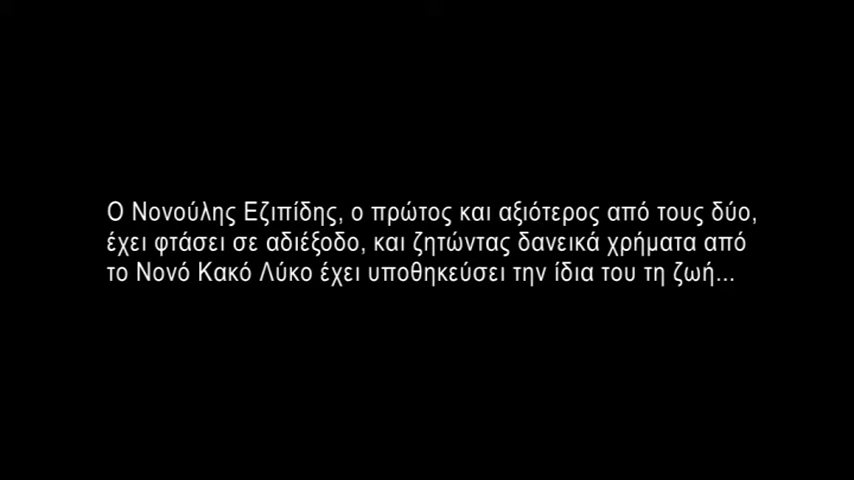 Ο Νονούλης Εζιπίδης, ο πρώτος και αξιότερος από τους δύο,
έχει φτάσει σε αδιέξοδο, και ζητώντας δανεικά χρήματα από
το Νονό Κακό Λύκο έχει υποθηκεύσει την ίδια του τη ζωή...